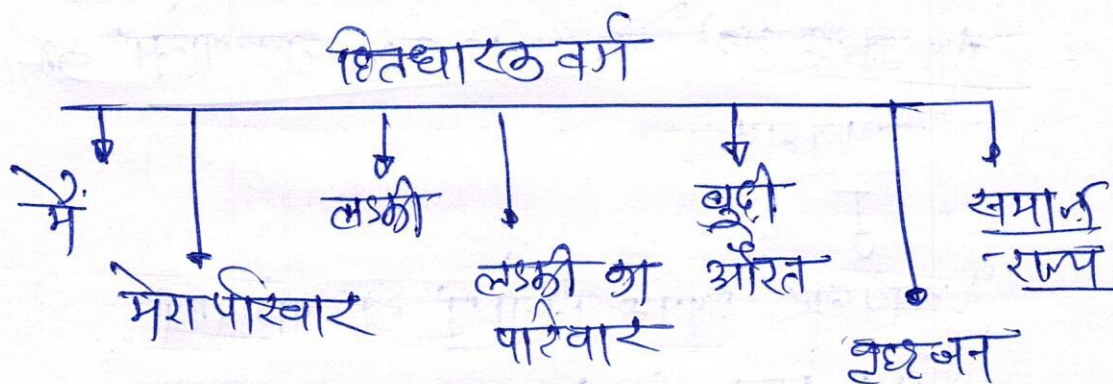 हितधारक वर्ग
मैं
मेरा परिवार
लड़की
लड़की का
परिवार
बुढ़ी
औरत
वृद्धजन
समाज
राज्य